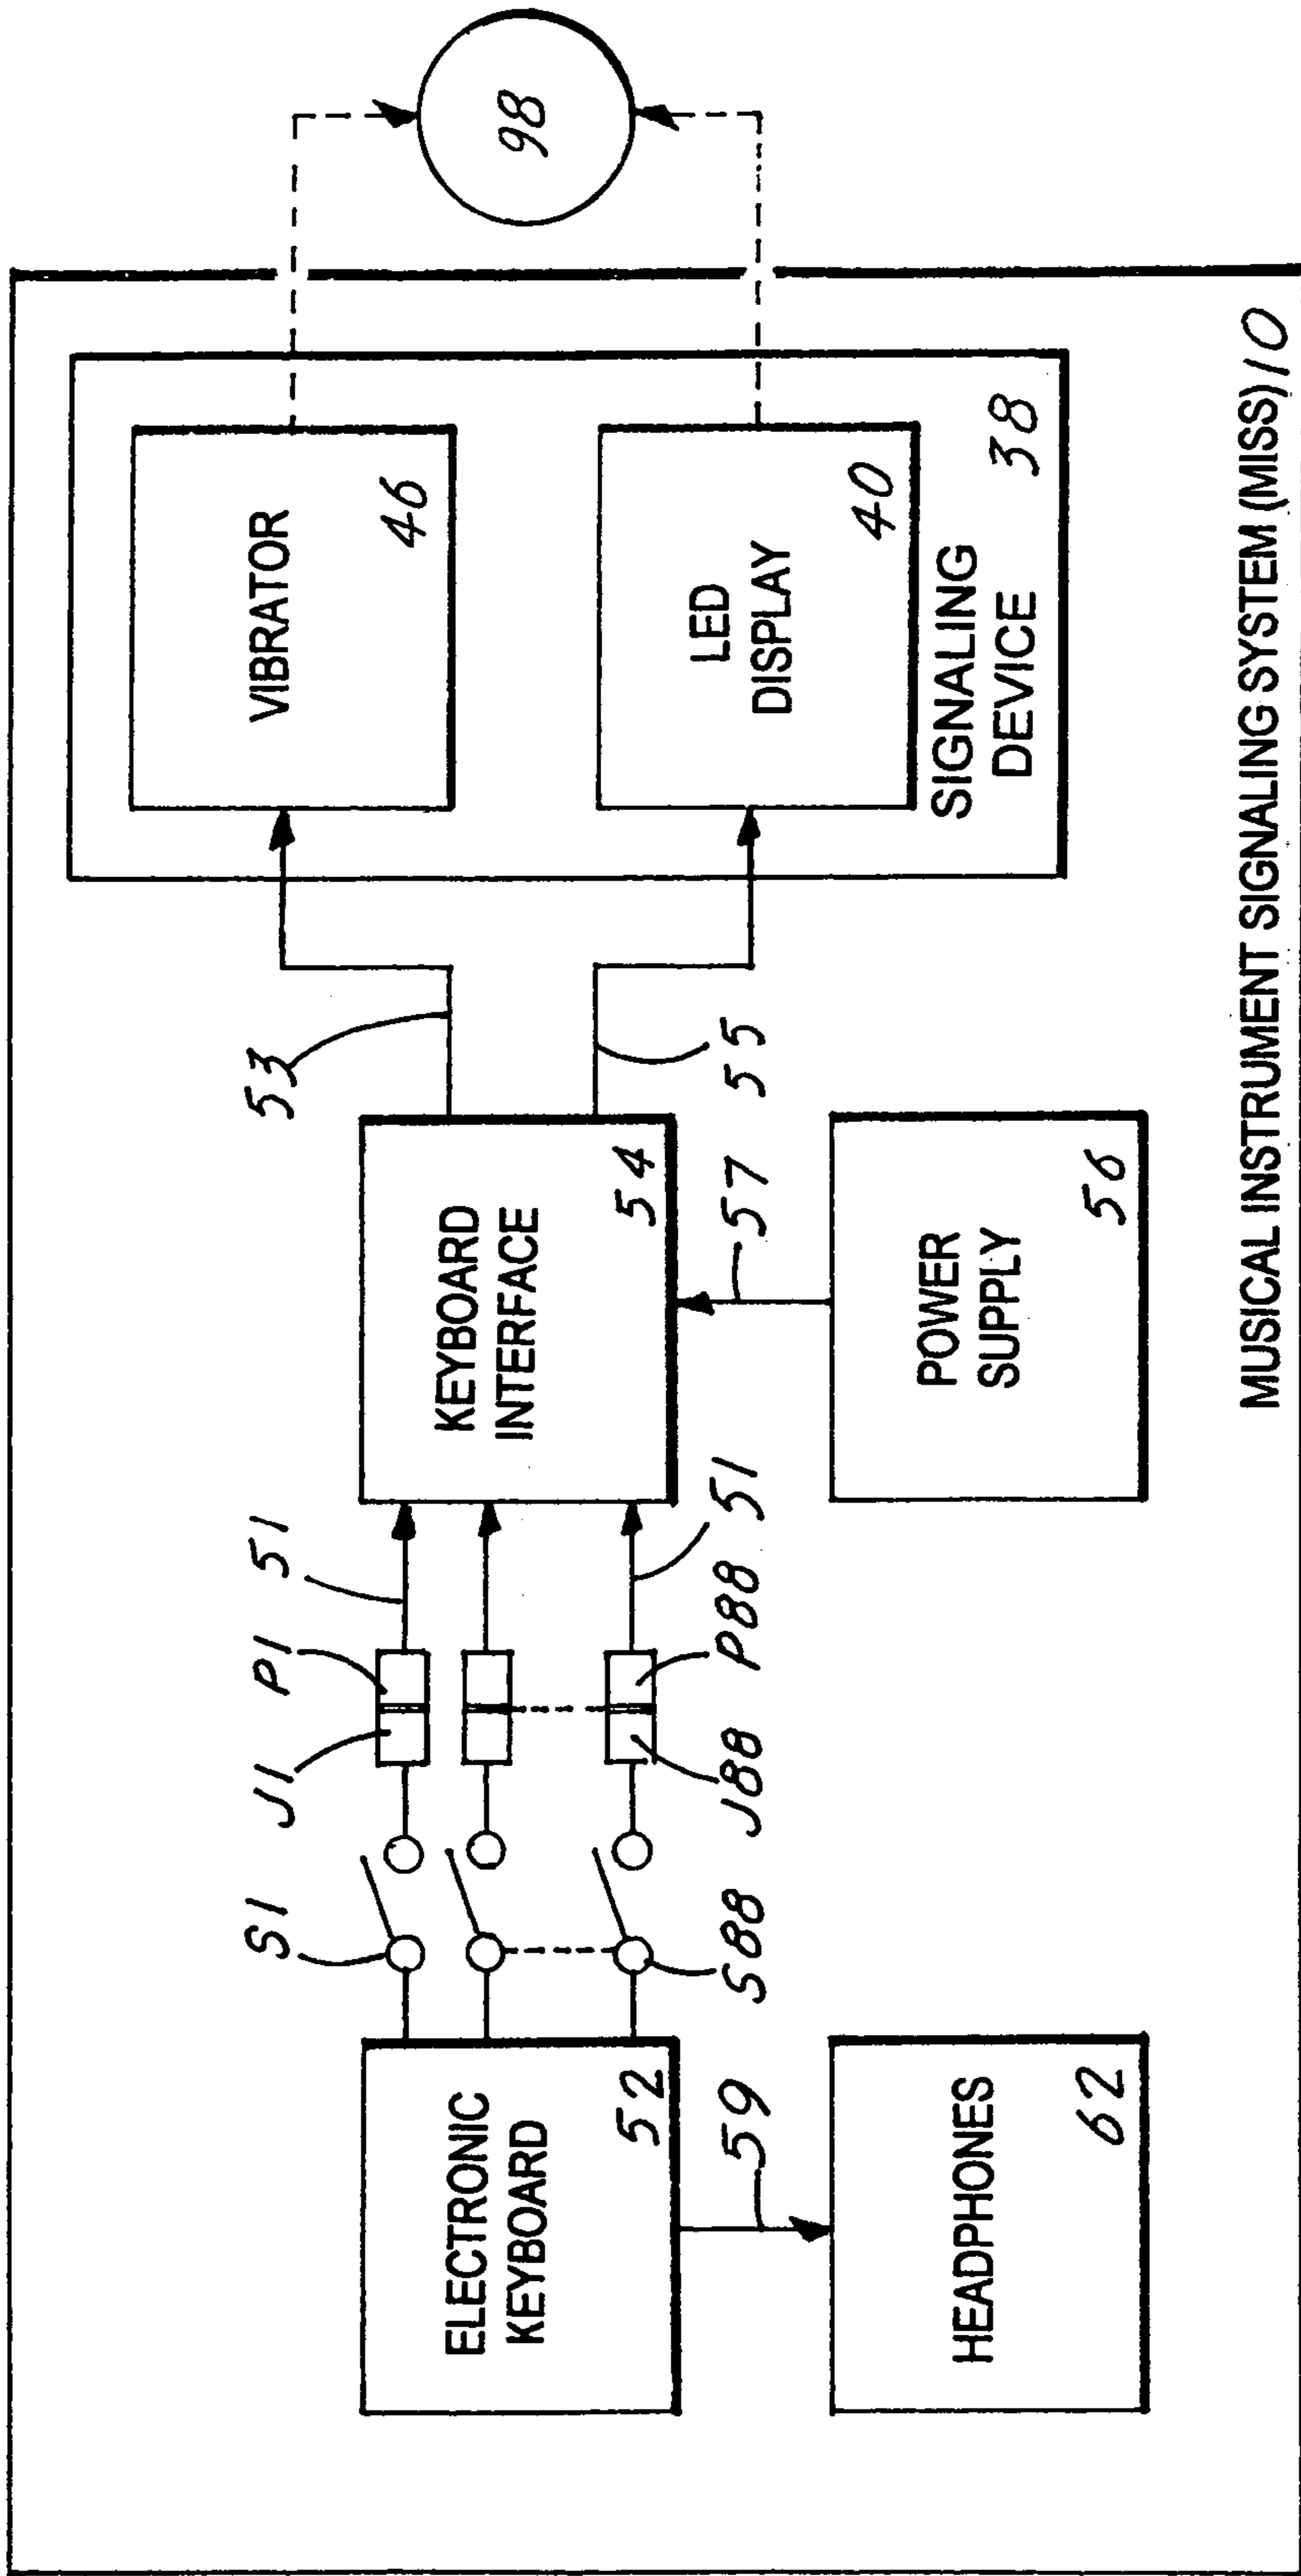 98
VIBRATOR
46
LED
DISPLAY
40
SIGNALING
DEVICE
38
53
55
KEYBOARD
INTERFACE
54
57
POWER
SUPPLY
56
S1
J1
P1
51
S88
J88
P88
51
ELECTRONIC
KEYBOARD
52
59
HEADPHONES
62
MUSICAL INSTRUMENT SIGNALING SYSTEM (MISS) 10